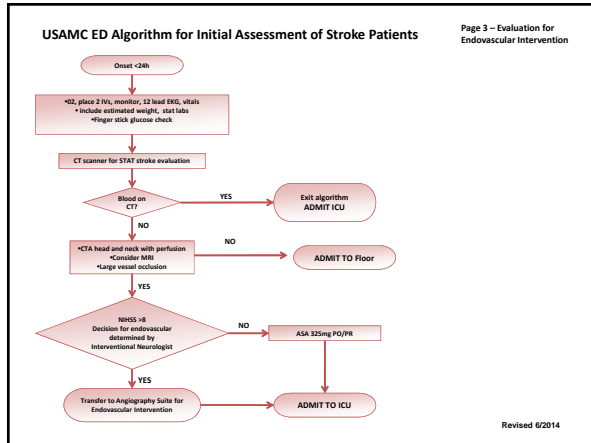 USAMC ED Algorithm for Initial Assessment of Stroke Patients
Page 3 – Evaluation for
Endovascular Intervention
Onset <24h
•02, place 2 IVs, monitor, 12 lead EKG, vitals
• include estimated weight, stat labs
•Finger stick glucose check
CT scanner for STAT stroke evaluation
Blood on
CT?
YES
Exit algorithm
ADMIT ICU
NO
•CTA head and neck with perfusion
•Consider MRI
•Large vessel occlusion
NO
ADMIT TO Floor
YES
NIHSS >8
Decision for endovascular
determined by
Interventional Neurologist
NO
ASA 325mg PO/PR
YES
Transfer to Angiography Suite for
Endovascular Intervention
ADMIT TO ICU
Revised 6/2014